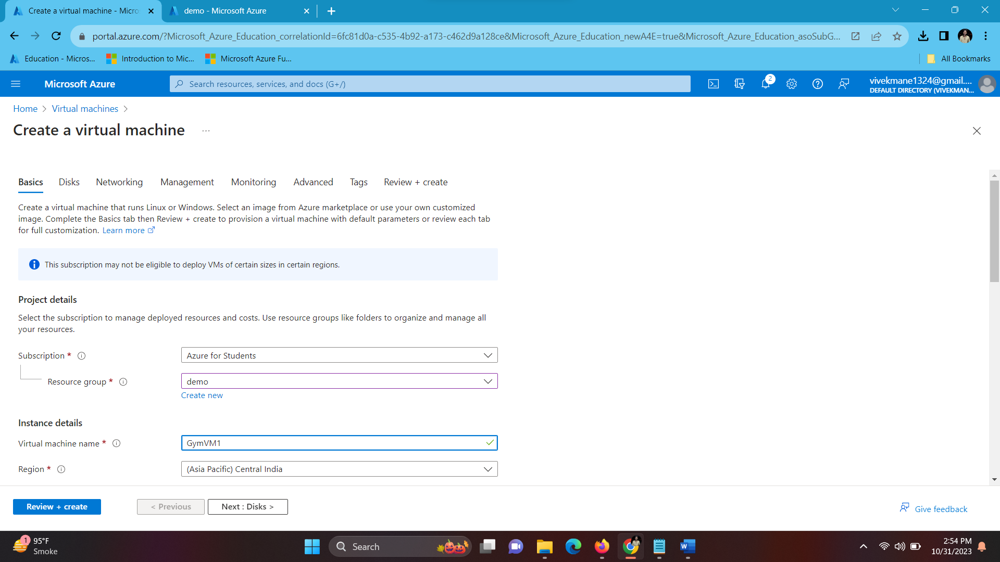 Create a virtual machine - Micro
demo - Microsoft Azure
portal.azure.com/?Microsoft_Azure_Education_correlationId=6fc81d0a-c535-4b92-a173-c462d9a128ce&Microsoft_Azure_Education_newA4E=true&Microsoft_Azure_Education_asoSubG...
Education - Micros...
Introduction to Mic...
Microsoft Azure Fu...
All Bookmarks
Microsoft Azure
Search resources, services, and docs (G+/)
2
vivekmane1324@gmail....
DEFAULT DIRECTORY (VIVEKMAN...
Home > Virtual machines >
Create a virtual machine ...
Basics Disks Networking Management Monitoring Advanced Tags Review + create
Create a virtual machine that runs Linux or Windows. Select an image from Azure marketplace or use your own customized
image. Complete the Basics tab then Review + create to provision a virtual machine with default parameters or review each tab
for full customization. Learn more
This subscription may not be eligible to deploy VMs of certain sizes in certain regions.
Project details
Select the subscription to manage deployed resources and costs. Use resource groups like folders to organize and manage all
your resources.
Subscription *
Azure for Students
Resource group *
demo
Create new
Instance details
Virtual machine name *
GymVM1
Region *
(Asia Pacific) Central India
Review + create
< Previous
Next : Disks >
Give feedback
1
95°F
Smoke
Search
2:54 PM
10/31/2023